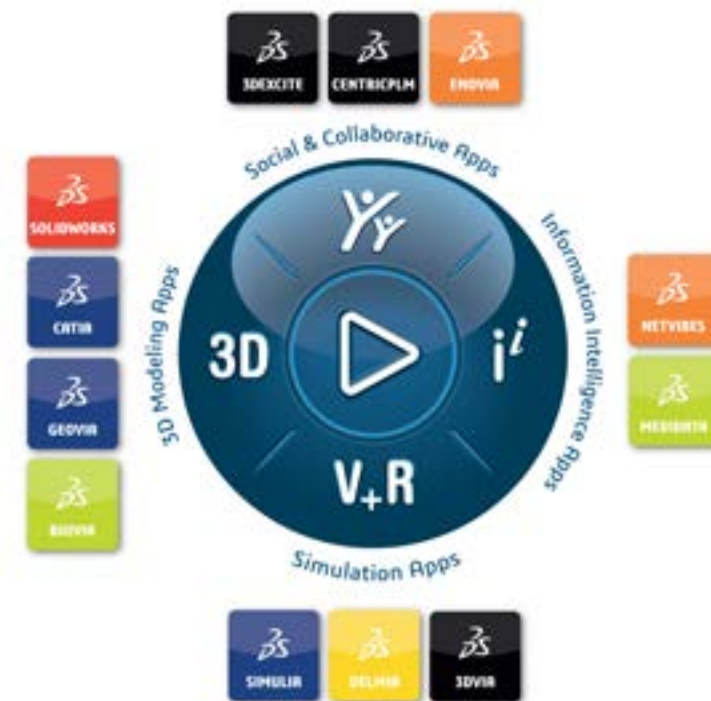 3DEXCITE
CENTRICPLM
ENOVIA
Social & Collaborative Apps
SOLIDWORKS
CATIA
GEOVIA
BIOVIA
3D Modeling Apps
3D
i i
V+R
Information Intelligence Apps
NETVIBES
MEDIDATA
Simulation Apps
SIMULIA
DELMIA
3DVIA